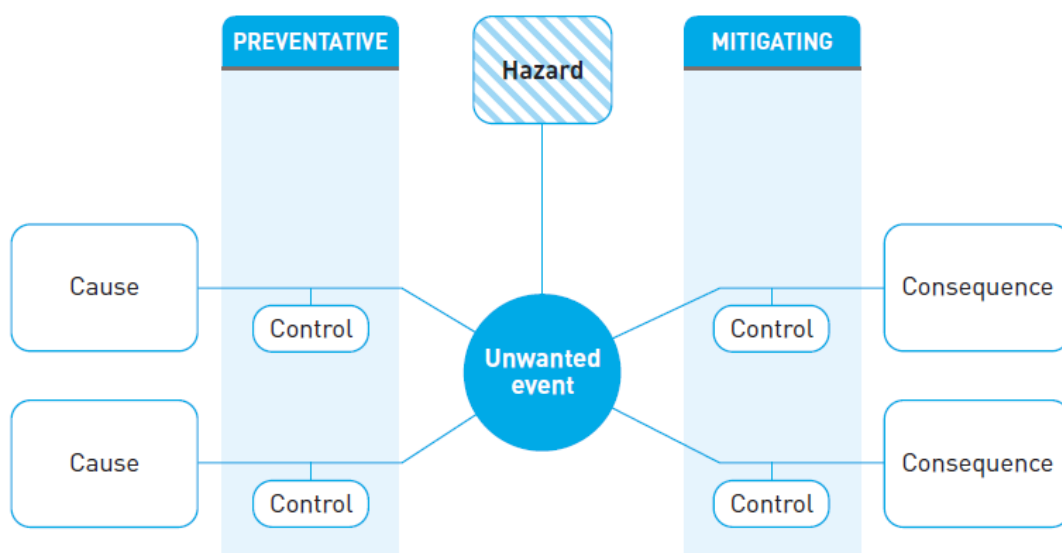 PREVENTATIVE
Hazard
MITIGATING
Cause
Control
Unwanted
event
Control
Consequence
Cause
Control
Control
Consequence